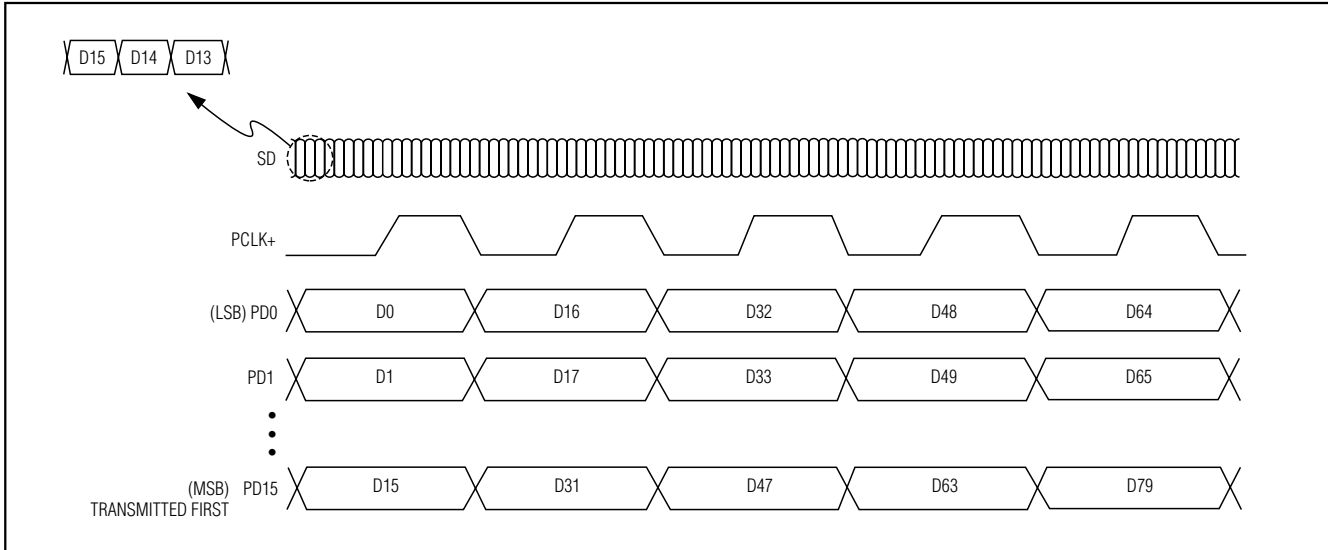 D15 D14 D13
SD
PCLK+
(LSB) PD0 D0 D16 D32 D48 D64
PD1 D1 D17 D33 D49 D65
(MSB) PD15 D15 D31 D47 D63 D79
TRANSMITTED FIRST